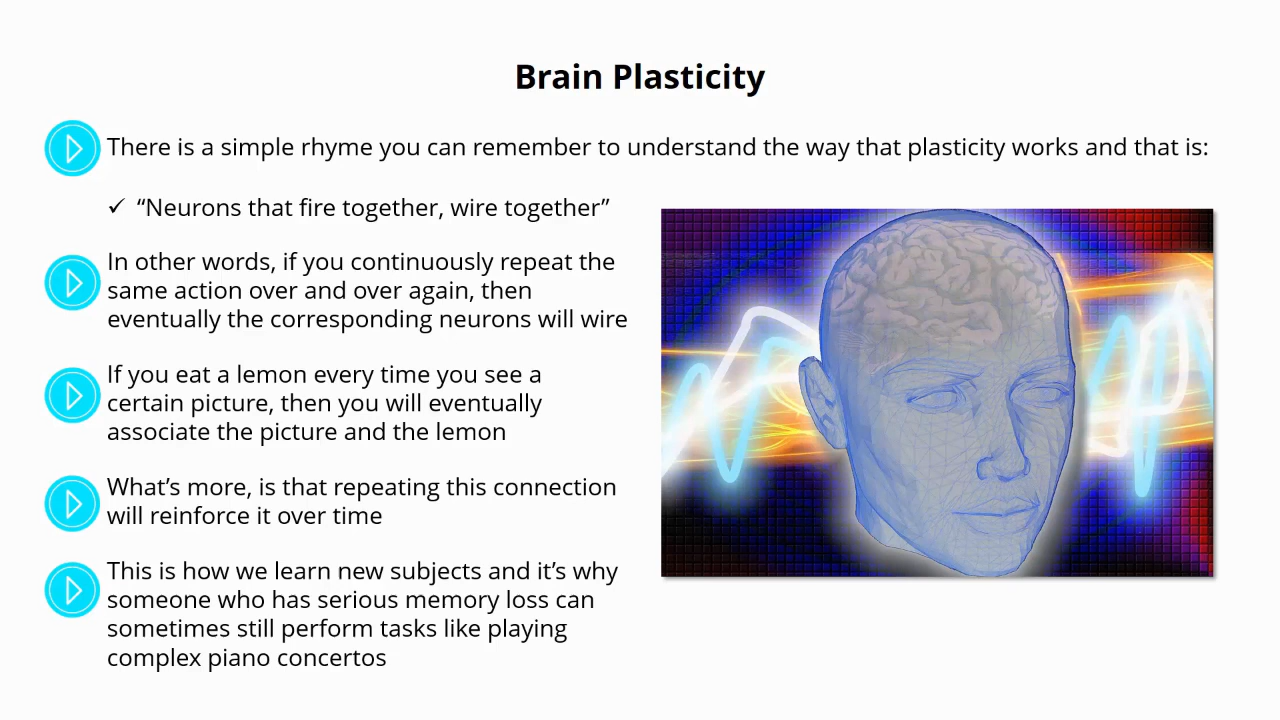 Brain Plasticity
There is a simple rhyme you can remember to understand the way that plasticity works and that is:
✓ “Neurons that fire together, wire together”
In other words, if you continuously repeat the
same action over and over again, then
eventually the corresponding neurons will wire
If you eat a lemon every time you see a
certain picture, then you will eventually
associate the picture and the lemon
What’s more, is that repeating this connection
will reinforce it over time
This is how we learn new subjects and it’s why
someone who has serious memory loss can
sometimes still perform tasks like playing
complex piano concertos